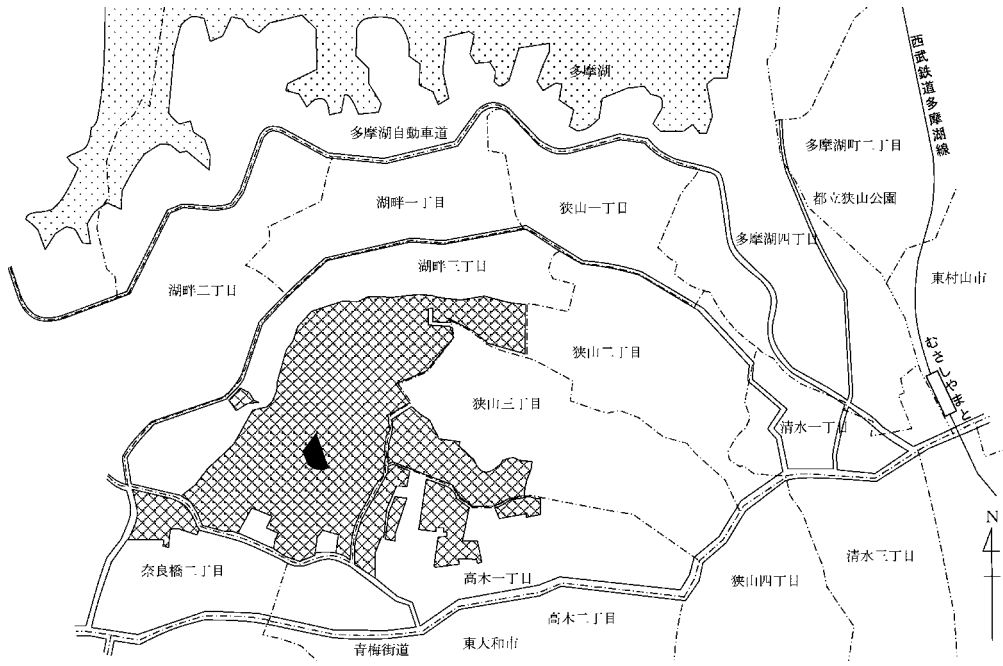 多摩湖
西武鉄道多摩湖線
多摩湖自動車道
多摩湖町二丁目
湖畔一丁目
狭山一丁目
都立狭山公園
多摩湖四丁目
湖畔三丁目
湖畔二丁目
東村山市
狭山二丁目
むさしやまと
狭山三丁目
清水一丁目
N
奈良橋二丁目
高木一丁目
狭山四丁目
清水三丁目
高木二丁目
東大和市
青梅街道